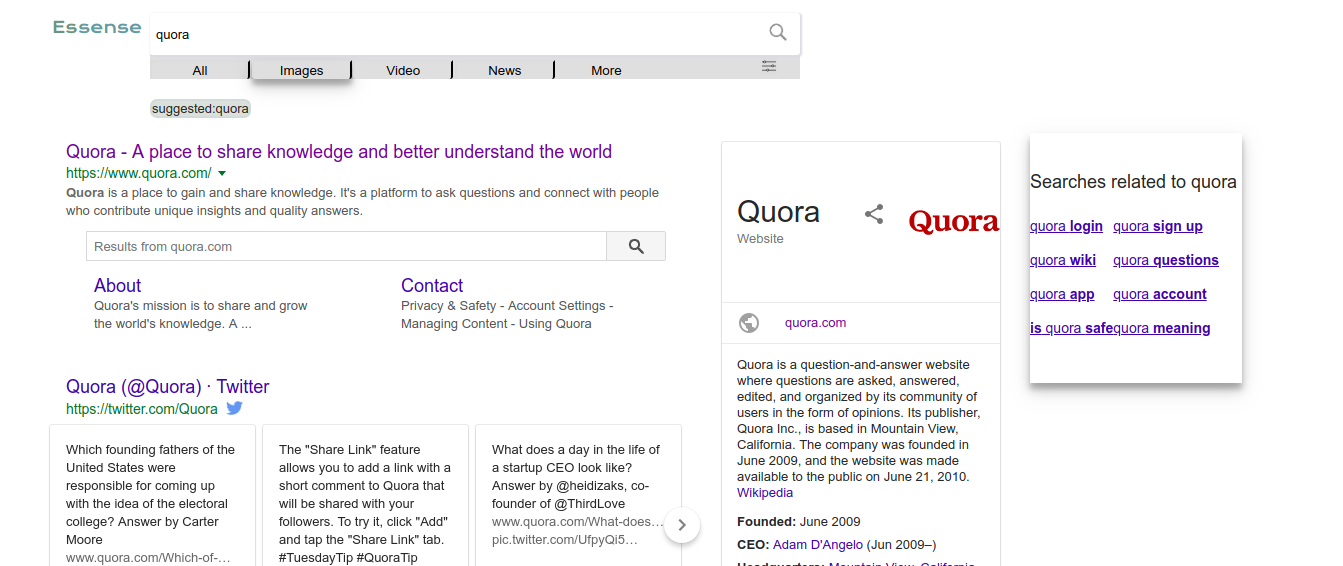 Essense
quora
All
Images
Video
News
More
suggested:quora
Quora - A place to share knowledge and better understand the world
https://www.quora.com/
Quora is a place to gain and share knowledge. It's a platform to ask questions and connect with people
who contribute unique insights and quality answers.
Results from quora.com
About
Quora's mission is to share and grow
the world's knowledge. A ...
Contact
Privacy & Safety - Account Settings -
Managing Content - Using Quora
Quora (@Quora) · Twitter
https://twitter.com/Quora
Which founding fathers of the
United States were
responsible for coming up
with the idea of the electoral
college? Answer by Carter
Moore
www.quora.com/Which-of-…
The "Share Link" feature
allows you to add a link with a
short comment to Quora that
will be shared with your
followers. To try it, click "Add"
and tap the "Share Link" tab.
#TuesdayTip #QuoraTip
What does a day in the life of
a startup CEO look like?
Answer by @heidizaks, co-
founder of @ThirdLove
www.quora.com/What-does…
pic.twitter.com/UfpyQi5…
Quora
Website
Quora
quora.com
Quora is a question-and-answer website
where questions are asked, answered,
edited, and organized by its community of
users in the form of opinions. Its publisher,
Quora Inc., is based in Mountain View,
California. The company was founded in
June 2009, and the website was made
available to the public on June 21, 2010.
Wikipedia
Founded: June 2009
CEO: Adam D'Angelo (Jun 2009–)
Headquarters: Mountain View, California
Searches related to quora
quora login
quora sign up
quora wiki
quora questions
quora app
quora account
is quora safe
quora meaning